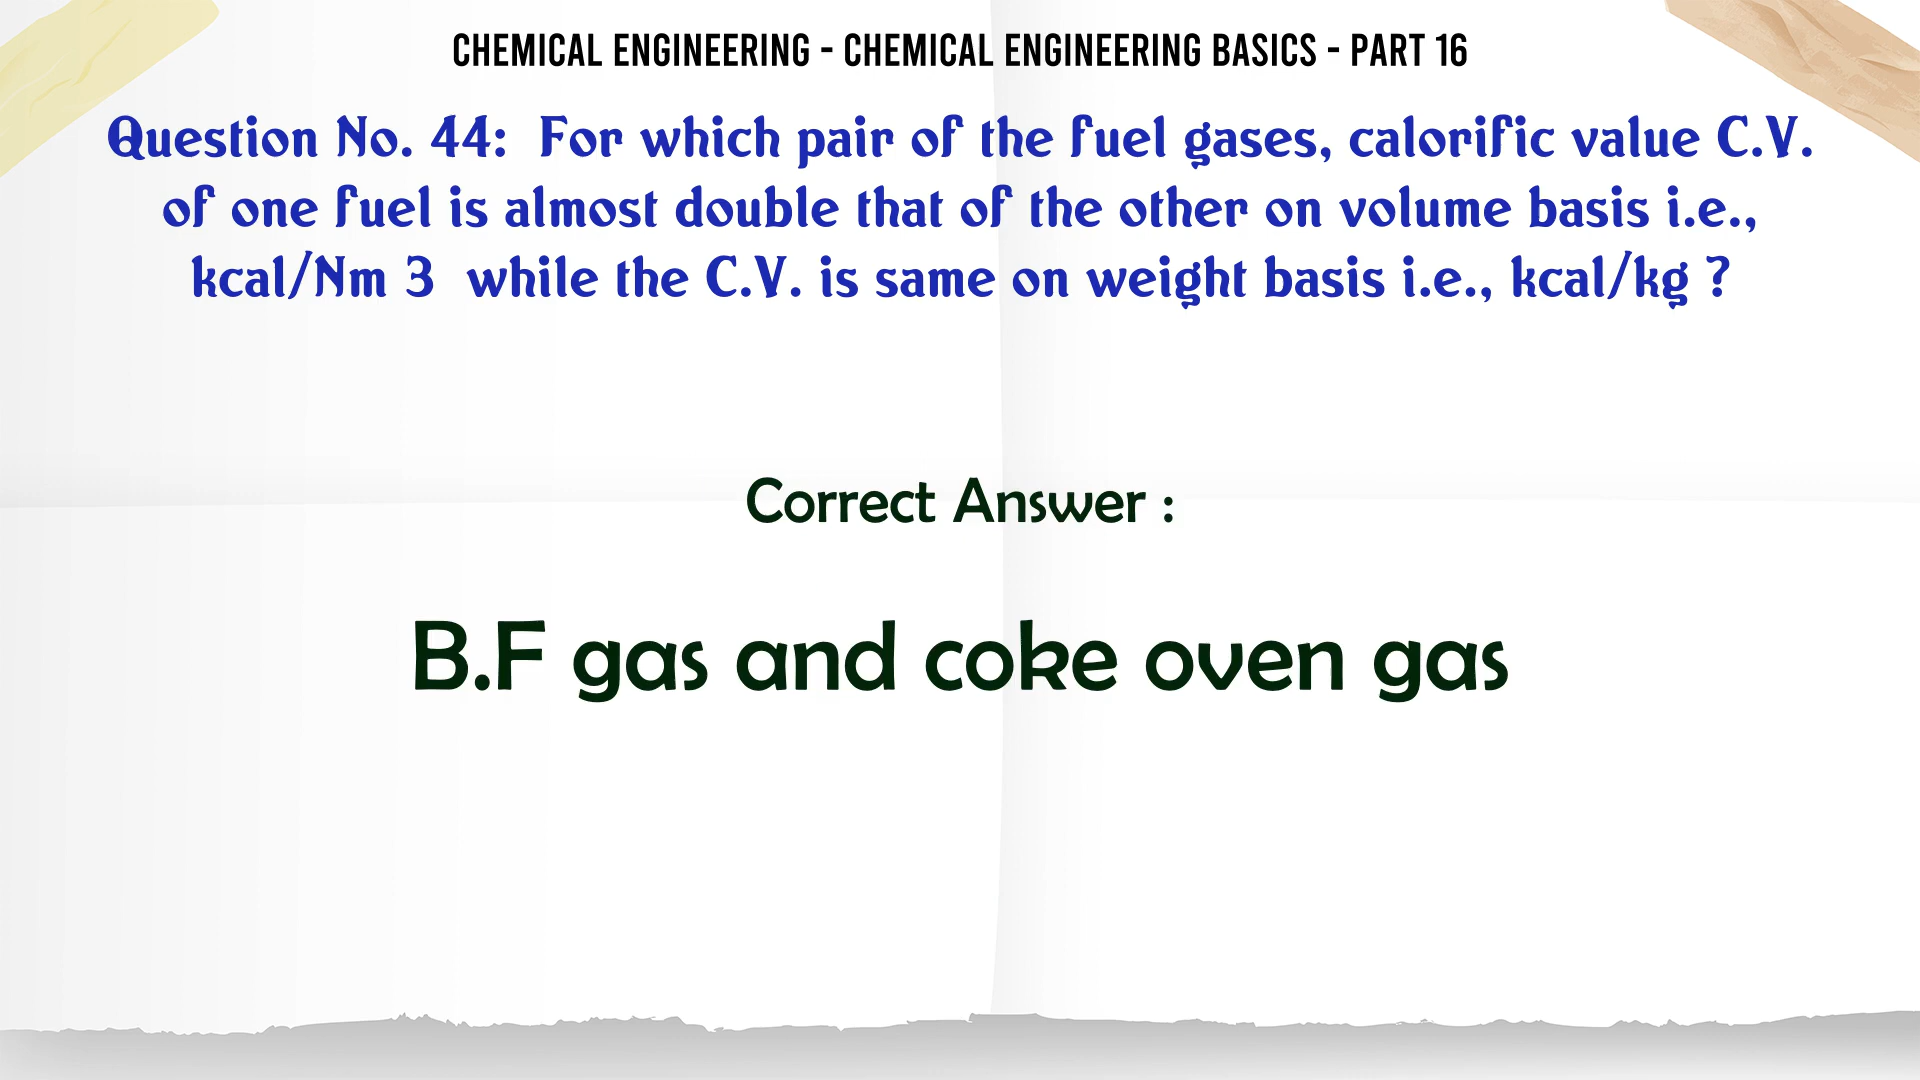 CHEMICAL ENGINEERING - CHEMICAL ENGINEERING BASICS - PART 16
Question No. 44:  For which pair of the fuel gases, calorific value C.V.
of one fuel is almost double that of the other on volume basis i.e.,
kcal/Nm 3  while the C.V. is same on weight basis i.e., kcal/kg ?
Correct Answer :
B.F gas and coke oven gas